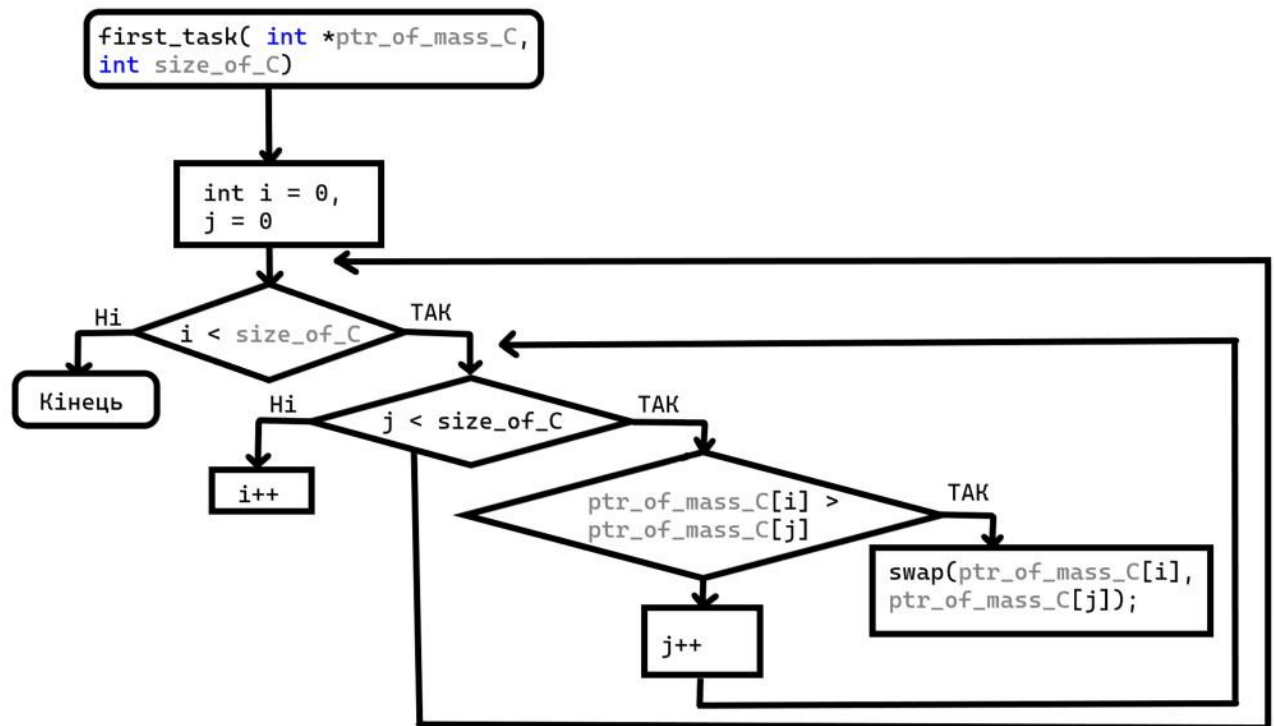 first_task( int *ptr_of_mass_C,
int size_of_C)
int i = 0,
j = 0
Ні
ТАК
i < size_of_C
Кінець
Ні
ТАК
j < size_of_C
i++
ptr_of_mass_C[i] >
ptr_of_mass_C[j]
ТАК
swap(ptr_of_mass_C[i],
ptr_of_mass_C[j]);
j++